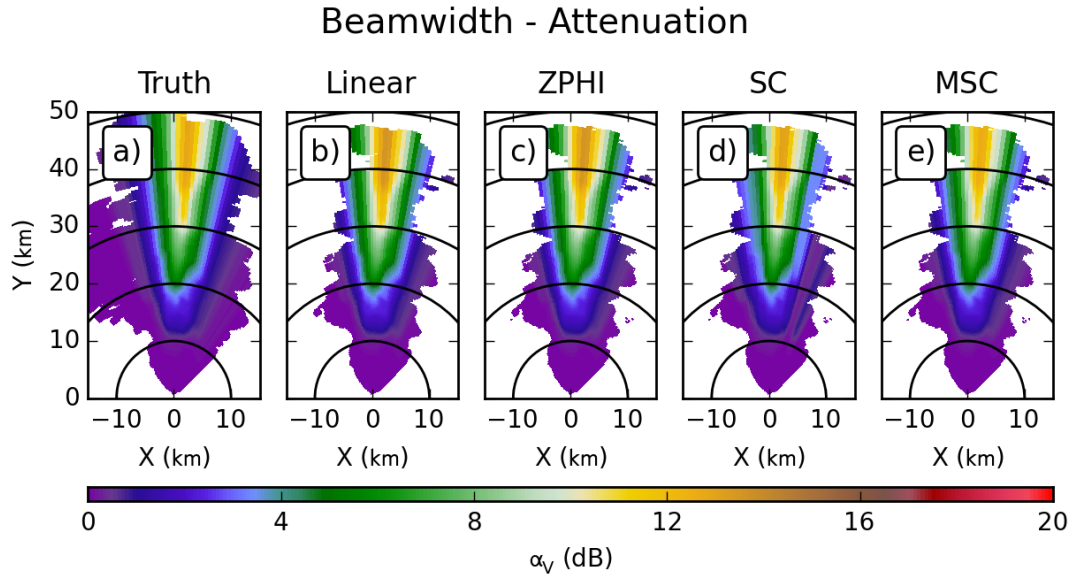 Beamwidth - Attenuation
Truth Linear ZPHI SC MSC
a) b) c) d) e)
50
40
30
20
10
0
Y (km)
−10 0 10 −10 0 10 −10 0 10 −10 0 10 −10 0 10
X (km) X (km) X (km) X (km) X (km)
0 4 8 12 16 20
α_V (dB)